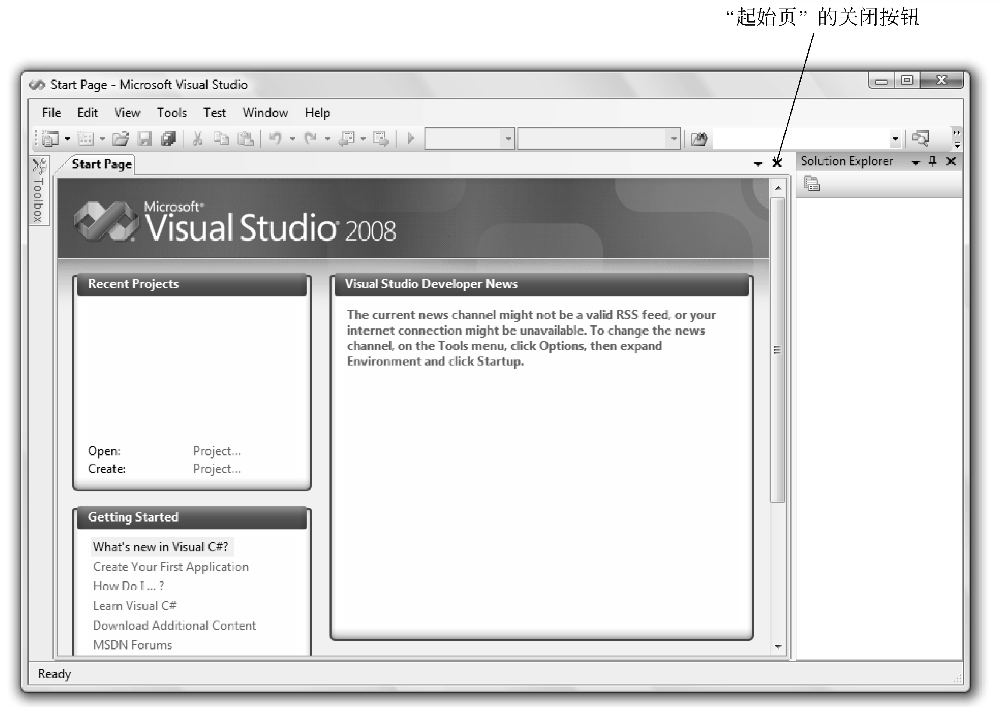 “起始页”的关闭按钮
Start Page - Microsoft Visual Studio
File Edit View Tools Test Window Help
Toolbox
Start Page
Solution Explorer
Microsoft®
Visual Studio 2008
Recent Projects
Open: Project...
Create: Project...
Getting Started
What's new in Visual C#?
Create Your First Application
How Do I ... ?
Learn Visual C#
Download Additional Content
MSDN Forums
Visual Studio Developer News
The current news channel might not be a valid RSS feed, or your
internet connection might be unavailable. To change the news
channel, on the Tools menu, click Options, then expand
Environment and click Startup.
Ready